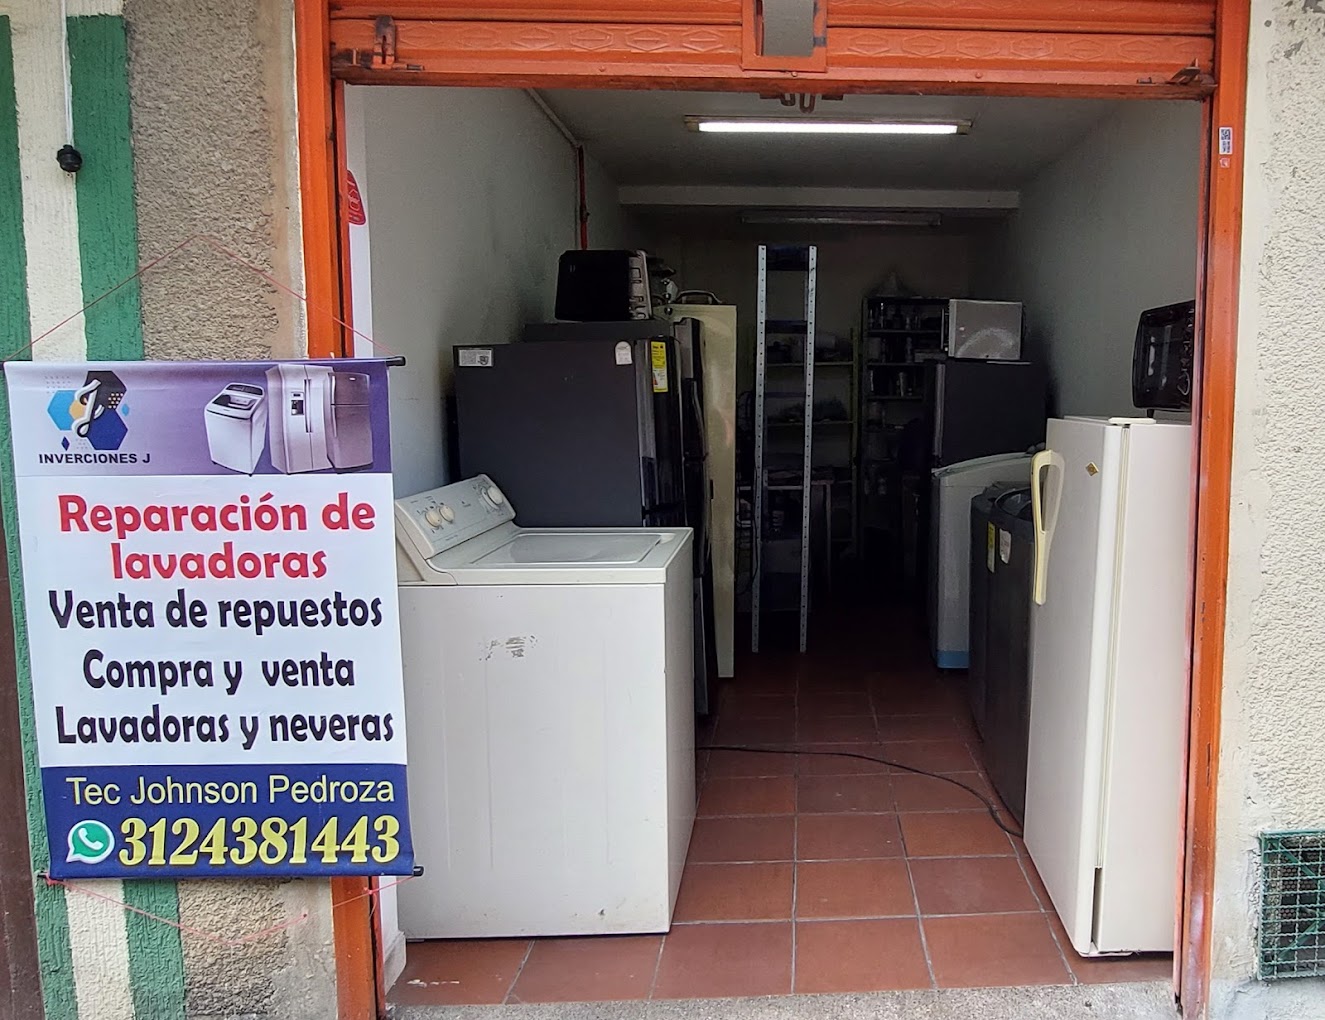 INVERCIONES J
Reparación de
lavadoras
Venta de repuestos
Compra y venta
Lavadoras y neveras
Tec Johnson Pedroza
3124381443